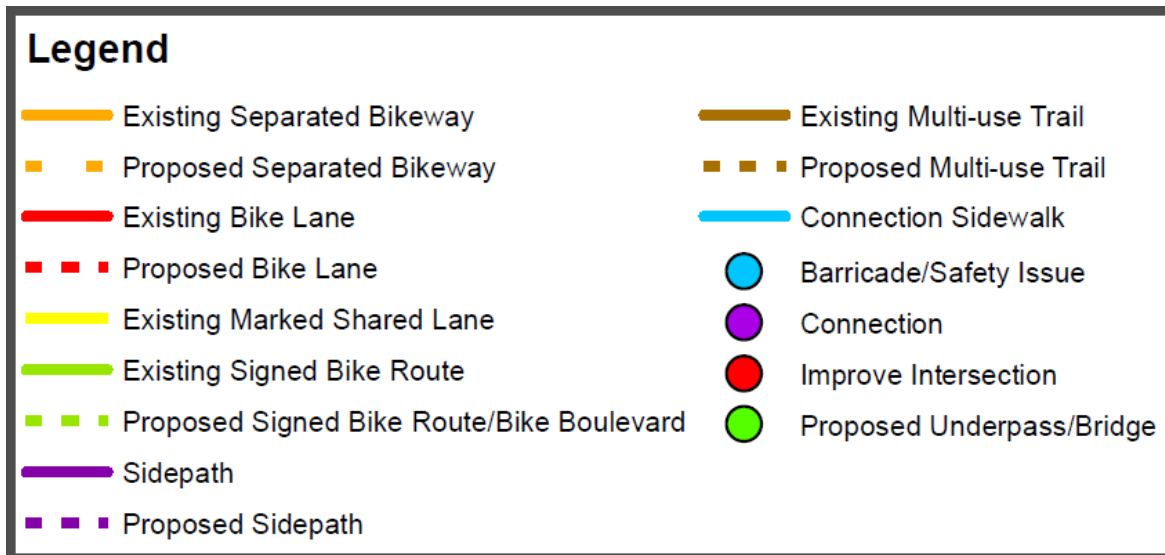 Legend
Existing Separated Bikeway
Proposed Separated Bikeway
Existing Bike Lane
Proposed Bike Lane
Existing Marked Shared Lane
Existing Signed Bike Route
Proposed Signed Bike Route/Bike Boulevard
Sidepath
Proposed Sidepath
Existing Multi-use Trail
Proposed Multi-use Trail
Connection Sidewalk
Barricade/Safety Issue
Connection
Improve Intersection
Proposed Underpass/Bridge